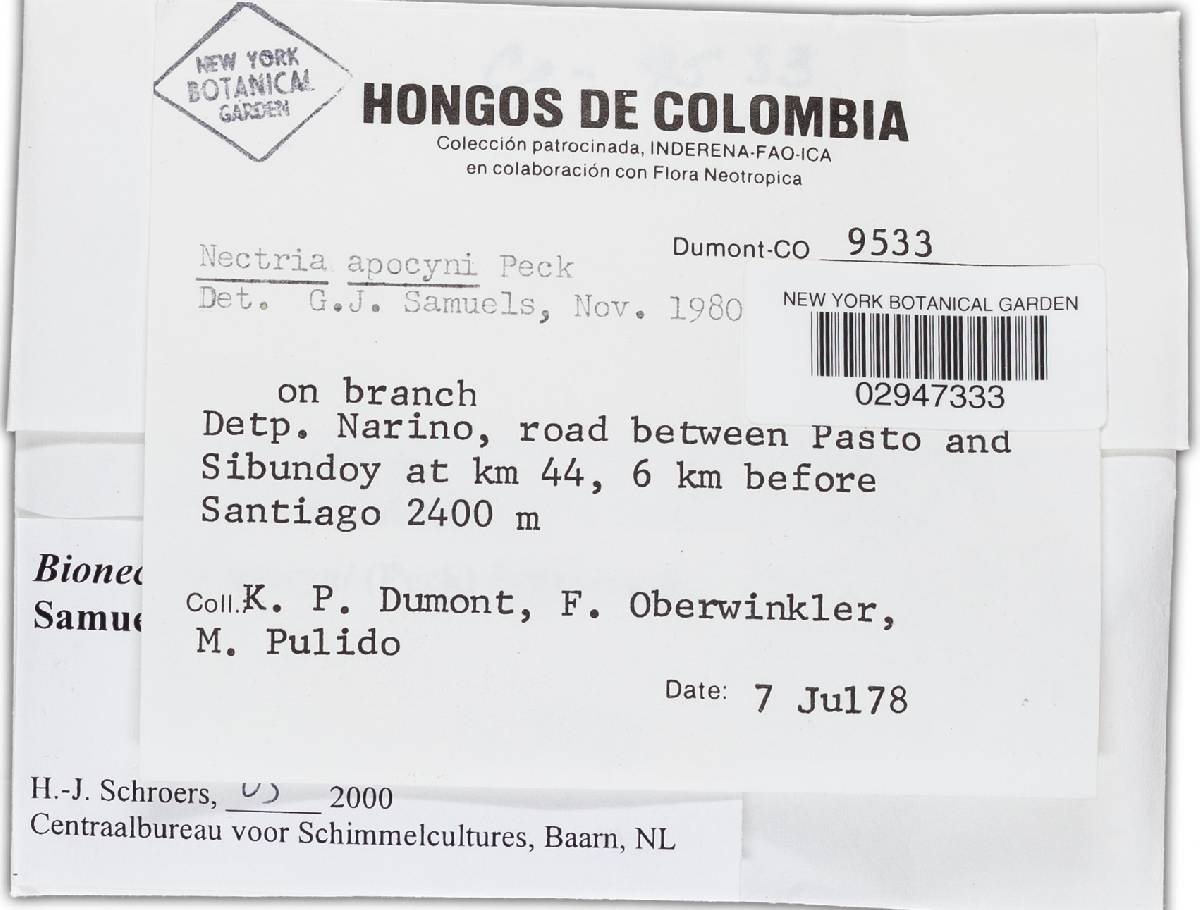 NEW YORK
BOTANICAL
GARDEN
HONGOS DE COLOMBIA
Colección patrocinada, INDERENA-FAO-ICA
en colaboración con Flora Neotropica
Dumont-CO 9533
Nectria apocyni Peck
Det. G.J. Samuels, Nov. 1980
NEW YORK BOTANICAL GARDEN
02947333
on branch
Detp. Narino, road between Pasto and
Sibundoy at km 44, 6 km before
Santiago 2400 m
Coll. K. P. Dumont, F. Oberwinkler,
M. Pulido
Date: 7 Jul78
H.-J. Schroers, 2000
Centraalbureau voor Schimmelcultures, Baarn, NL